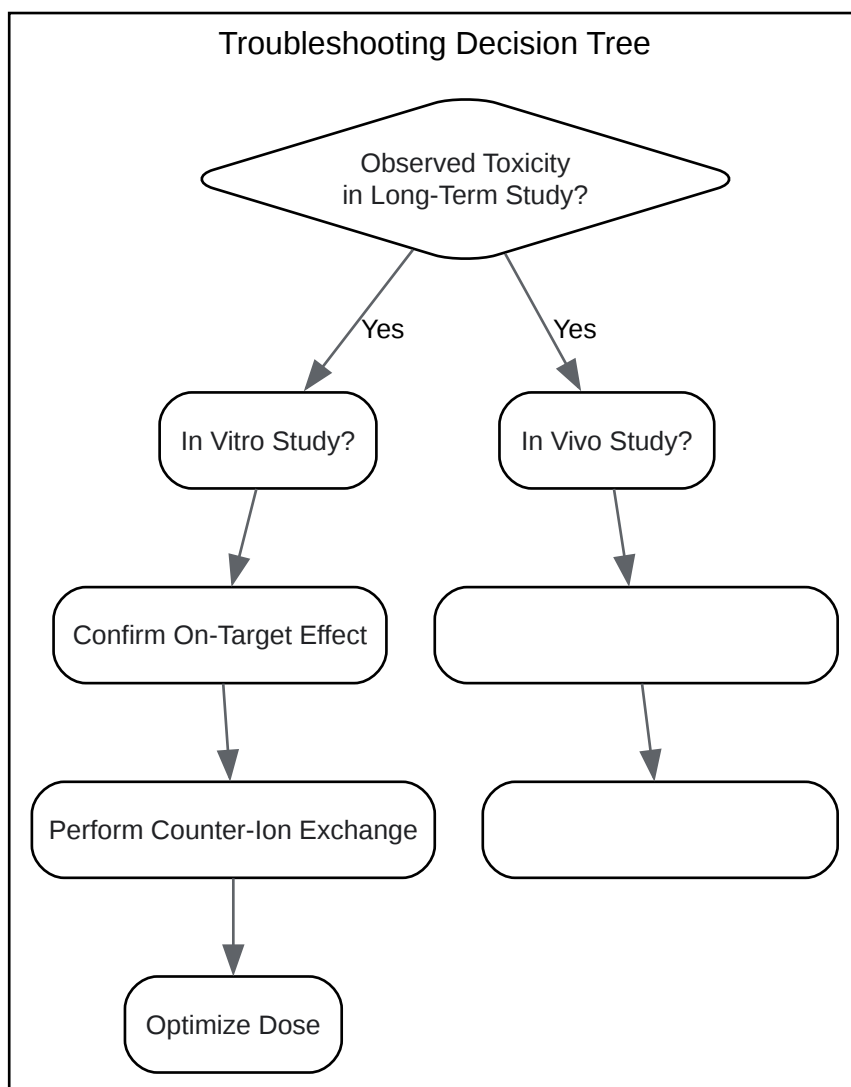 Troubleshooting Decision Tree
Observed Toxicity
in Long-Term Study?
Yes
Yes
In Vitro Study?
In Vivo Study?
Confirm On-Target Effect
Perform Counter-Ion Exchange
Optimize Dose